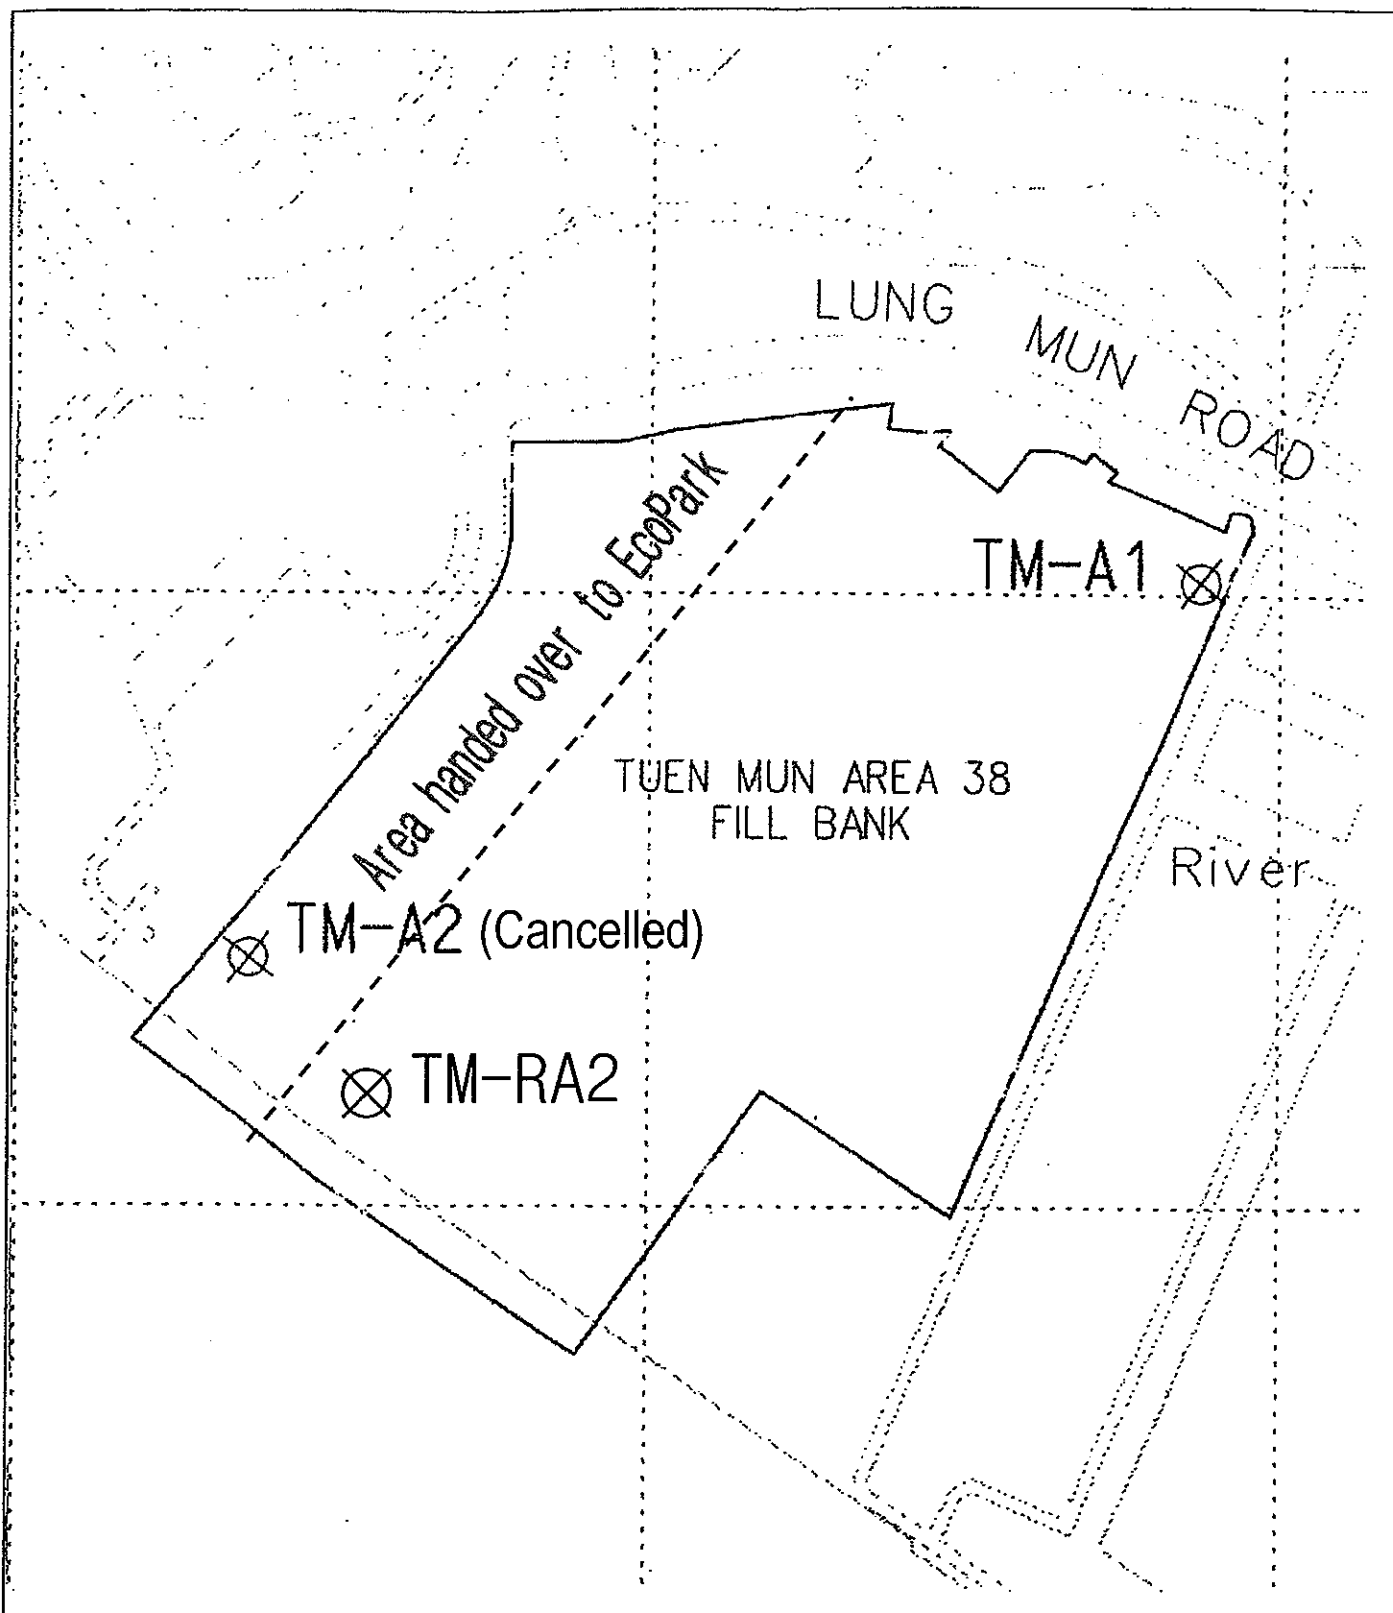 LUNG MUN ROAD
Area handed over to EcoPark
TM-A1
TUEN MUN AREA 38
FILL BANK
River
TM-A2 (Cancelled)
TM-RA2